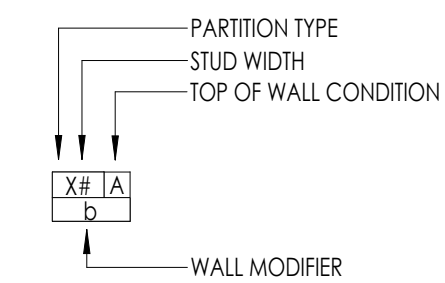 PARTITION TYPE
STUD WIDTH
TOP OF WALL CONDITION
X# A
b
WALL MODIFIER